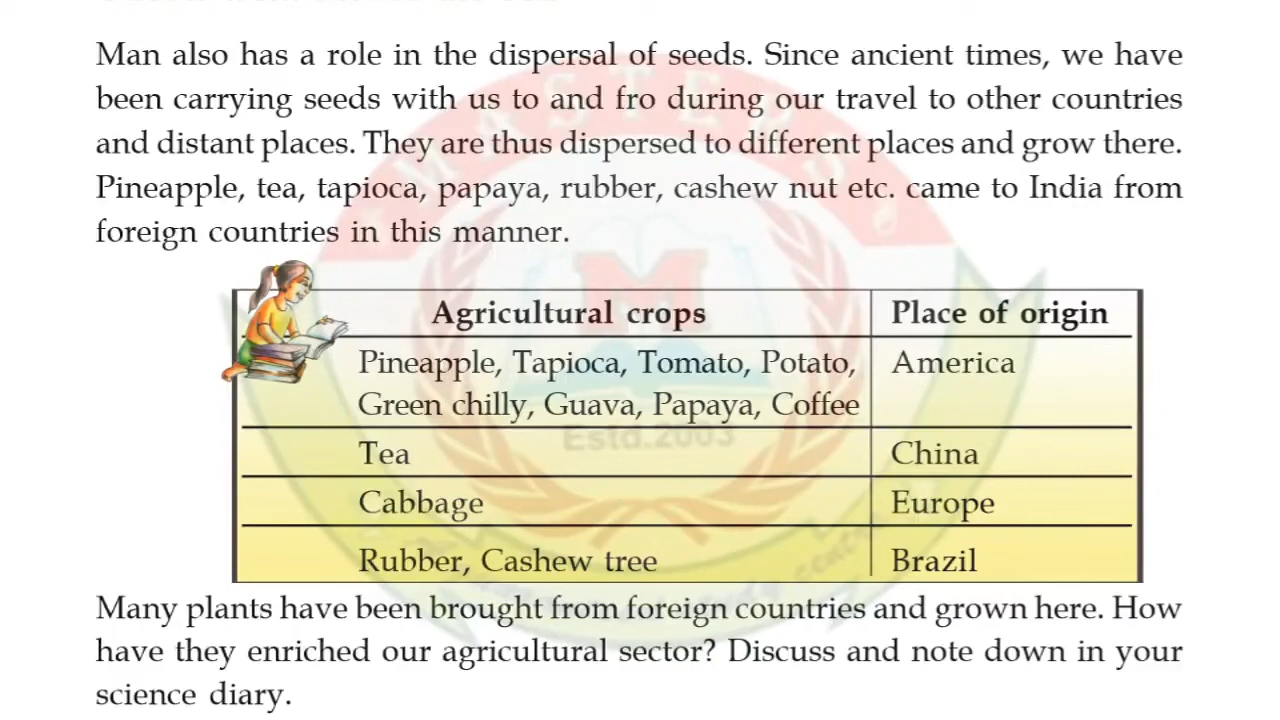 Man also has a role in the dispersal of seeds. Since ancient times, we have
been carrying seeds with us to and fro during our travel to other countries
and distant places. They are thus dispersed to different places and grow there.
Pineapple, tea, tapioca, papaya, rubber, cashew nut etc. came to India from
foreign countries in this manner.
Agricultural crops Place of origin
Pineapple, Tapioca, Tomato, Potato, America
Green chilly, Guava, Papaya, Coffee
Tea China
Cabbage Europe
Rubber, Cashew tree Brazil
Many plants have been brought from foreign countries and grown here. How
have they enriched our agricultural sector? Discuss and note down in your
science diary.
MASTERS
M
Estd.2003